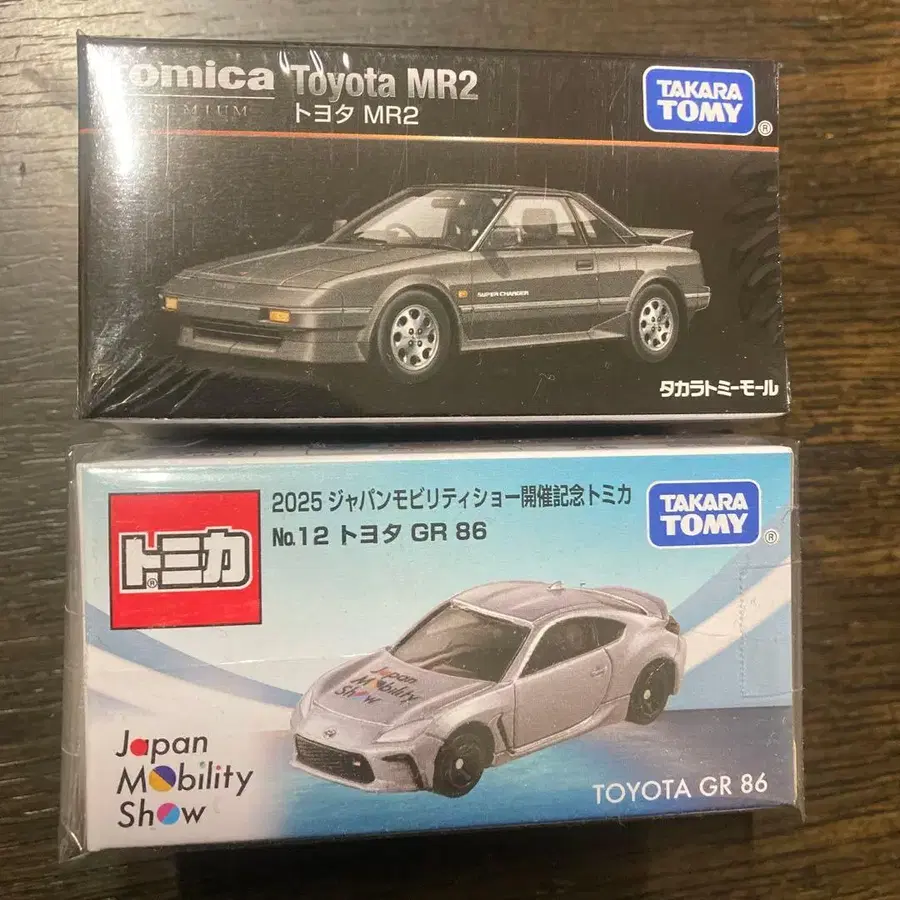 Tomica Toyota MR2
PREMIUM トヨタ MR2
TAKARA
TOMY
®
SUPER CHARGER
タカラトミーモール
トミカ
®
2025 ジャパンモビリティショー開催記念トミカ
No.12 トヨタ GR 86
TAKARA
TOMY
®
Japan
Mobility
Show
Japan
Mobility
Show
TOYOTA GR 86